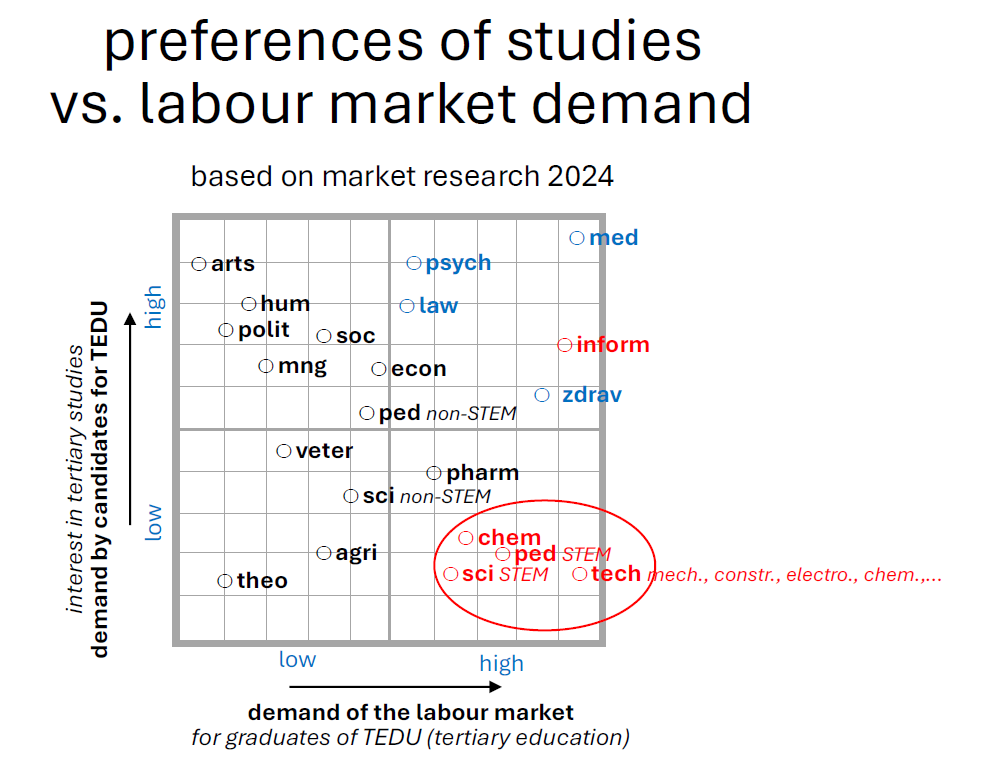 preferences of studies
vs. labour market demand
based on market research 2024
med
arts
psych
hum
law
polit
soc
inform
mng
econ
zdrav
ped non-STEM
veter
pharm
sci non-STEM
chem
agri
ped STEM
theo
sci STEM
tech mech., constr., electro., chem.,...
high
low
interest in tertiary studies
demand by candidates for TEDU
low
high
demand of the labour market
for graduates of TEDU (tertiary education)